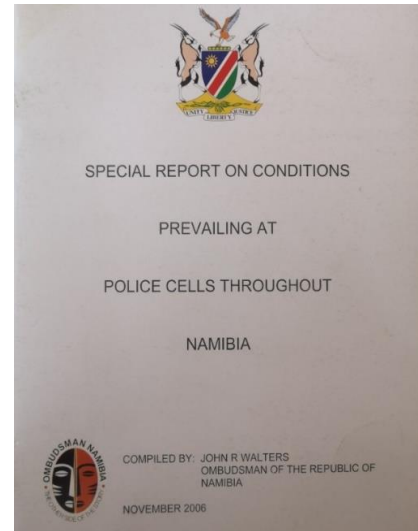 UNITY LIBERTY JUSTICE
SPECIAL REPORT ON CONDITIONS
PREVAILING AT
POLICE CELLS THROUGHOUT
NAMIBIA
OMBUDSMAN NAMIBIA
COMPILED BY: JOHN R WALTERS
OMBUDSMAN OF THE REPUBLIC OF
NAMIBIA
NOVEMBER 2006